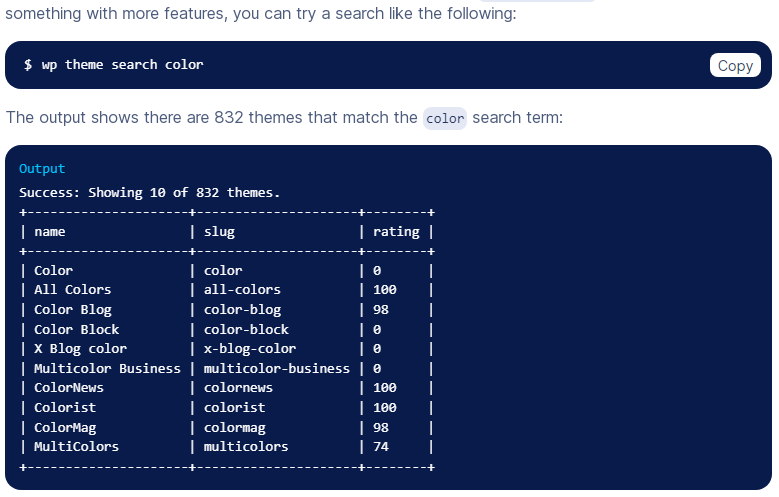 something with more features, you can try a search like the following:
$ wp theme search color
Copy
The output shows there are 832 themes that match the color search term:
Output
Success: Showing 10 of 832 themes.
+---------------------+---------------------+--------+
| name                | slug                | rating |
+---------------------+---------------------+--------+
| Color               | color               | 0      |
| All Colors          | all-colors          | 100    |
| Color Blog          | color-blog          | 98     |
| Color Block         | color-block         | 0      |
| X Blog color        | x-blog-color        | 0      |
| Multicolor Business | multicolor-business | 0      |
| ColorNews           | colornews           | 100    |
| Colorist            | colorist            | 100    |
| ColorMag            | colormag            | 98     |
| MultiColors         | multicolors         | 74     |
+---------------------+---------------------+--------+